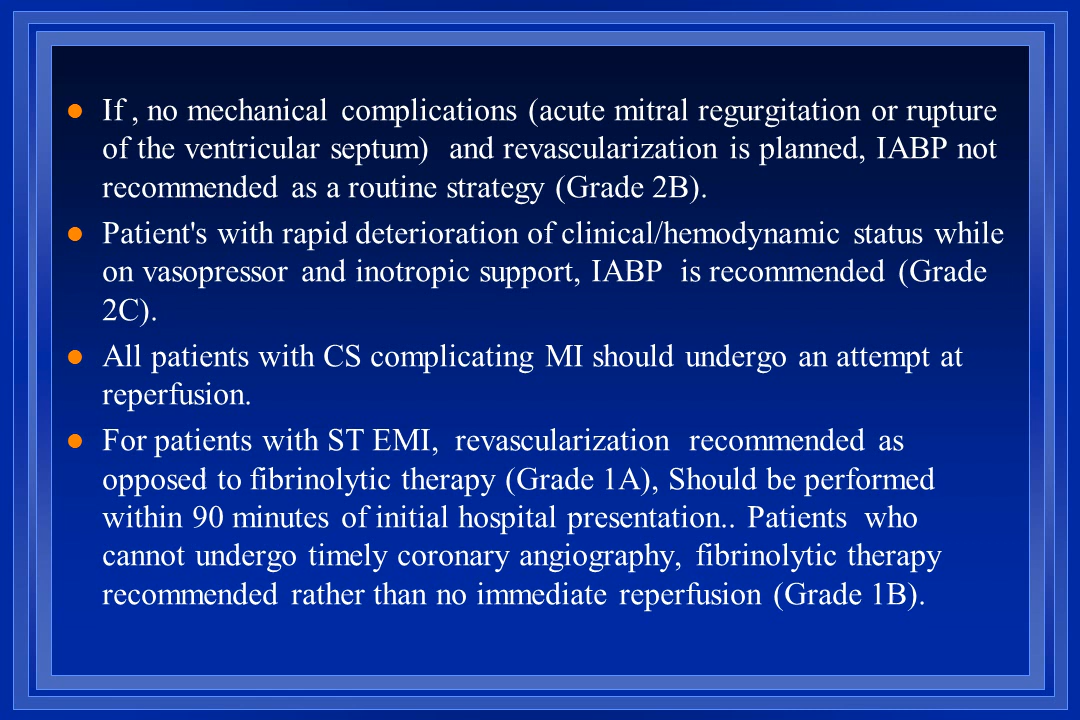 If , no mechanical complications (acute mitral regurgitation or rupture
of the ventricular septum) and revascularization is planned, IABP not
recommended as a routine strategy (Grade 2B).
Patient's with rapid deterioration of clinical/hemodynamic status while
on vasopressor and inotropic support, IABP is recommended (Grade
2C).
All patients with CS complicating MI should undergo an attempt at
reperfusion.
For patients with ST EMI, revascularization recommended as
opposed to fibrinolytic therapy (Grade 1A), Should be performed
within 90 minutes of initial hospital presentation.. Patients who
cannot undergo timely coronary angiography, fibrinolytic therapy
recommended rather than no immediate reperfusion (Grade 1B).